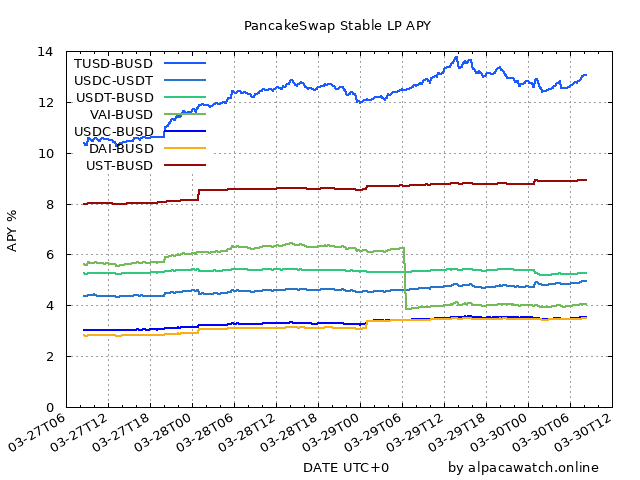 PancakeSwap Stable LP APY
14
12
10
8
6
4
2
0
APY %
TUSD-BUSD
USDC-USDT
USDT-BUSD
VAI-BUSD
USDC-BUSD
DAI-BUSD
UST-BUSD
03-27T06
03-27T12
03-27T18
03-28T00
03-28T06
03-28T12
03-28T18
03-29T00
03-29T06
03-29T12
03-29T18
03-30T00
03-30T06
03-30T12
DATE UTC+0
by alpacawatch.online